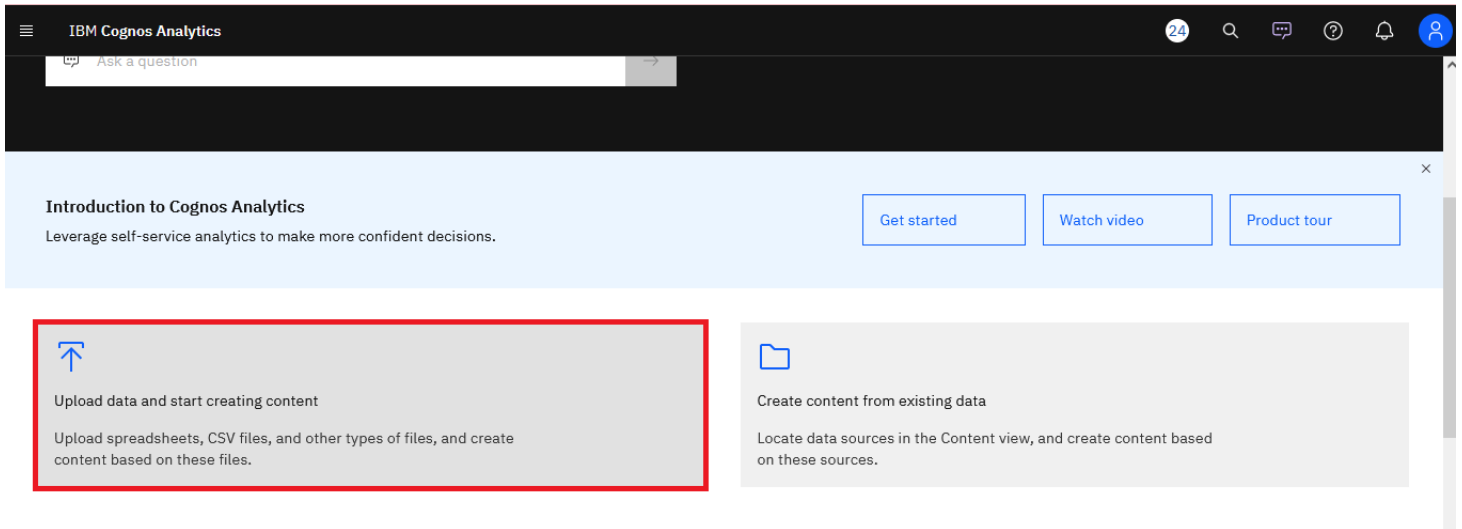 IBM Cognos Analytics
24
Ask a question
Introduction to Cognos Analytics
Leverage self-service analytics to make more confident decisions.
Get started
Watch video
Product tour
Upload data and start creating content
Upload spreadsheets, CSV files, and other types of files, and create
content based on these files.
Create content from existing data
Locate data sources in the Content view, and create content based
on these sources.